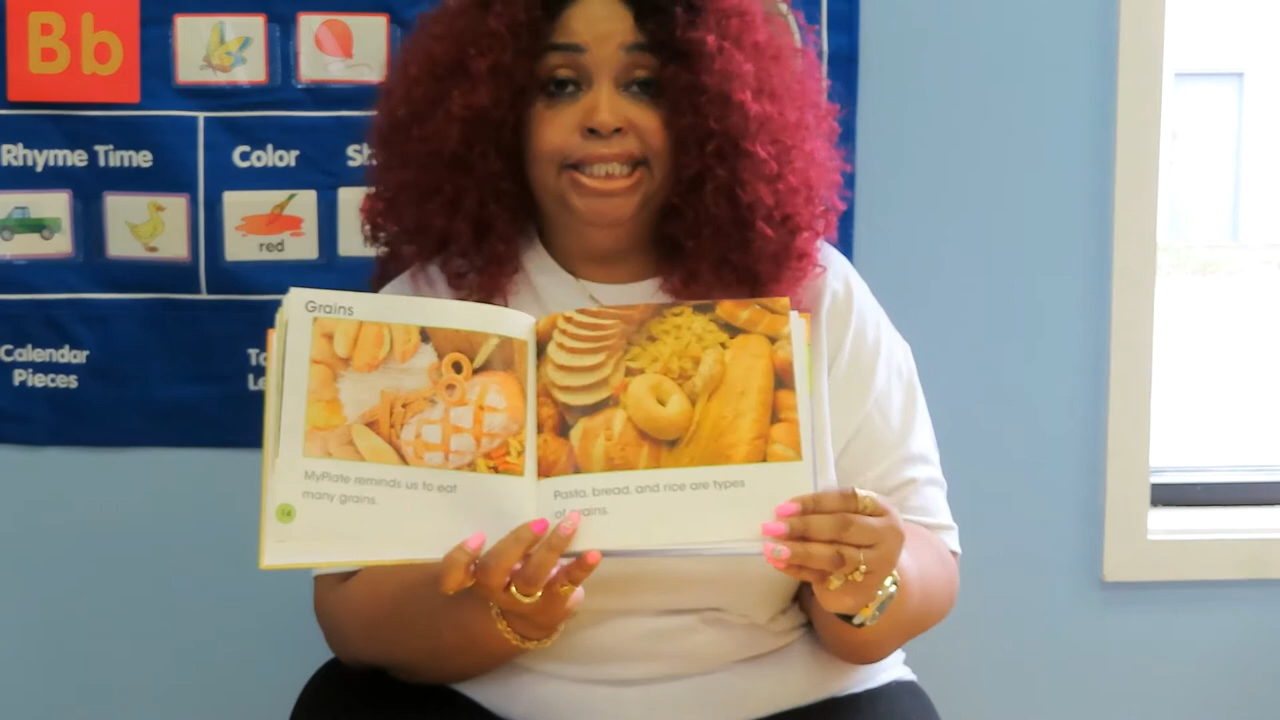 Bb
Rhyme Time
Color
red
Calendar
Pieces
Grains
MyPlate reminds us to eat
many grains.
14
Pasta, bread, and rice are types
of grains.